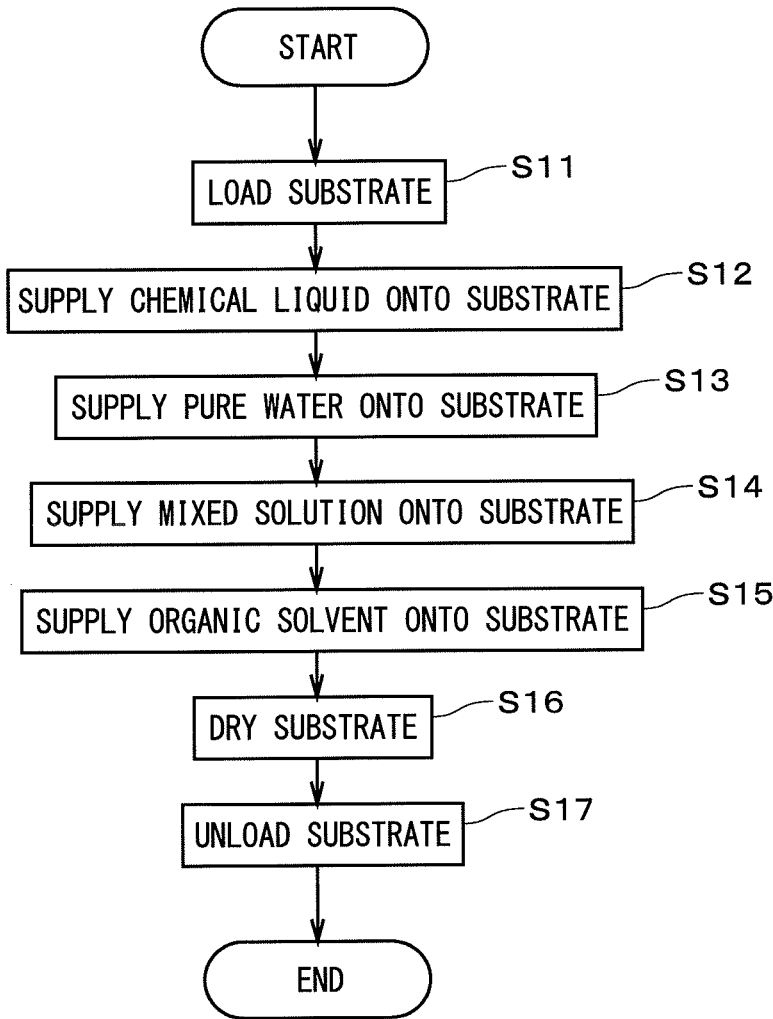 START
LOAD SUBSTRATE
S11
SUPPLY CHEMICAL LIQUID ONTO SUBSTRATE
S12
SUPPLY PURE WATER ONTO SUBSTRATE
S13
SUPPLY MIXED SOLUTION ONTO SUBSTRATE
S14
SUPPLY ORGANIC SOLVENT ONTO SUBSTRATE
S15
DRY SUBSTRATE
S16
UNLOAD SUBSTRATE
S17
END